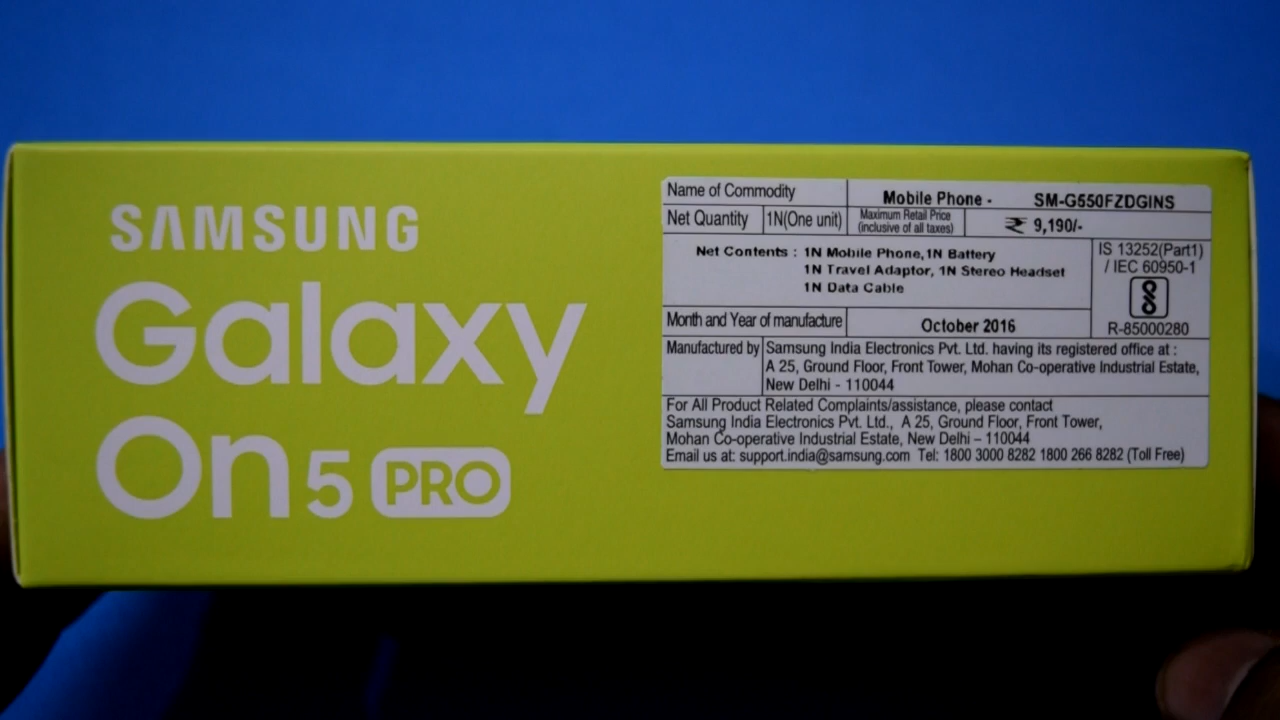 SAMSUNG
Galaxy
On5 PRO
Name of Commodity Mobile Phone - SM-G550FZDGINS
Net Quantity 1N(One unit) Maximum Retail Price (inclusive of all taxes) ₹ 9,190/-
Net Contents : 1N Mobile Phone,1N Battery
1N Travel Adaptor, 1N Stereo Headset
1N Data Cable
IS 13252(Part1)
/ IEC 60950-1
R-85000280
Month and Year of manufacture October 2016
Manufactured by Samsung India Electronics Pvt. Ltd. having its registered office at :
A 25, Ground Floor, Front Tower, Mohan Co-operative Industrial Estate,
New Delhi - 110044
For All Product Related Complaints/assistance, please contact
Samsung India Electronics Pvt. Ltd., A 25, Ground Floor, Front Tower,
Mohan Co-operative Industrial Estate, New Delhi – 110044
Email us at: support.india@samsung.com Tel: 1800 3000 8282 1800 266 8282 (Toll Free)